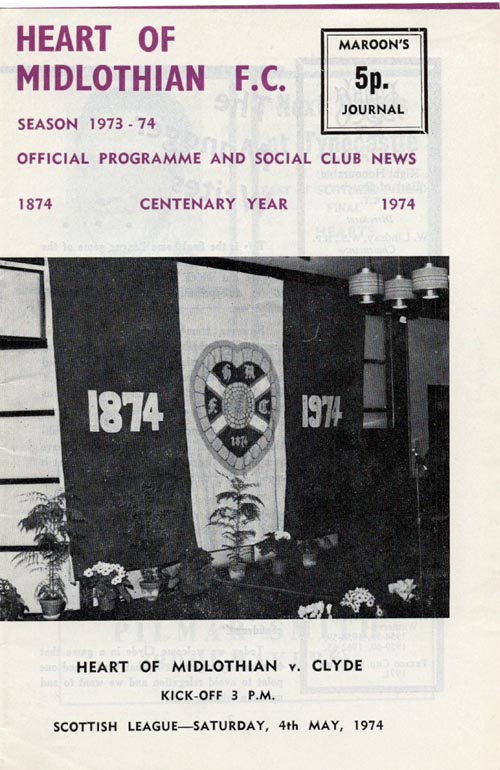 HEART OF
MIDLOTHIAN F.C.
MAROON'S
5p.
JOURNAL
SEASON 1973 - 74
OFFICIAL PROGRAMME AND SOCIAL CLUB NEWS
1874 CENTENARY YEAR 1974
1874
H M
F C
1874
1974
HEART OF MIDLOTHIAN v. CLYDE
KICK-OFF 3 P.M.
SCOTTISH LEAGUE—SATURDAY, 4th MAY, 1974